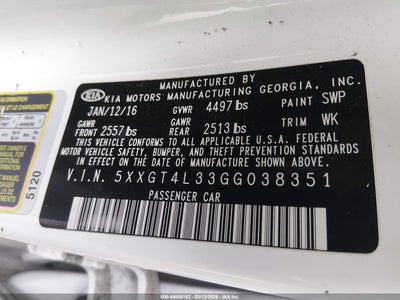 MANUFACTURED BY
KIA KIA MOTORS MANUFACTURING GEORGIA, INC.
JAN/12/16 GVWR 4497 lbs PAINT SWP
GAWR FRONT 2557 lbs GAWR REAR 2513 lbs TRIM WK
THIS VEHICLE CONFORMS TO ALL APPLICABLE U.S. FEDERAL
MOTOR VEHICLE SAFETY, BUMPER, AND THEFT PREVENTION STANDARDS
IN EFFECT ON THE DATE OF MANUFACTURE SHOWN ABOVE.
V.I.N. 5XXGT4L33GG038351
PASSENGER CAR
5120